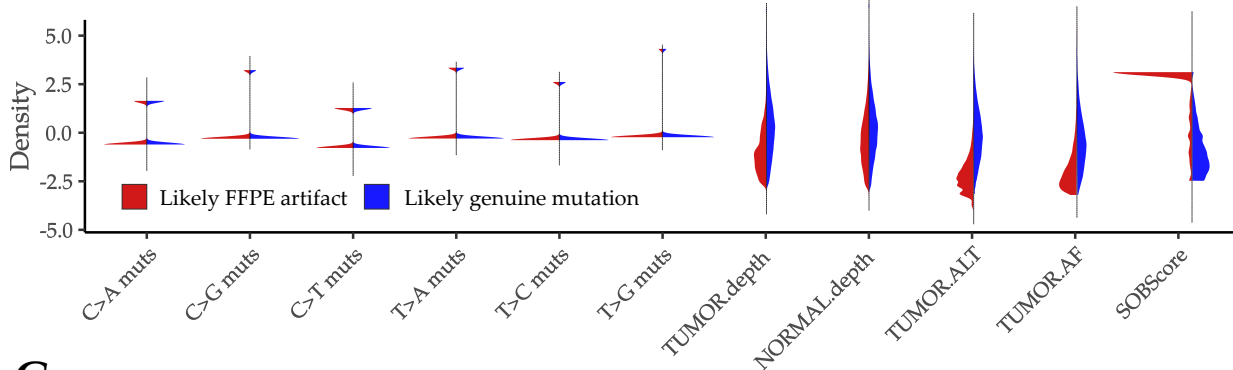 5.0
2.5
0.0
-2.5
-5.0
Density
Likely FFPE artifact
Likely genuine mutation
C>A muts
C>G muts
C>T muts
T>A muts
T>C muts
T>G muts
TUMOR.depth
NORMAL.depth
TUMOR.ALT
TUMOR.AF
SOBScore